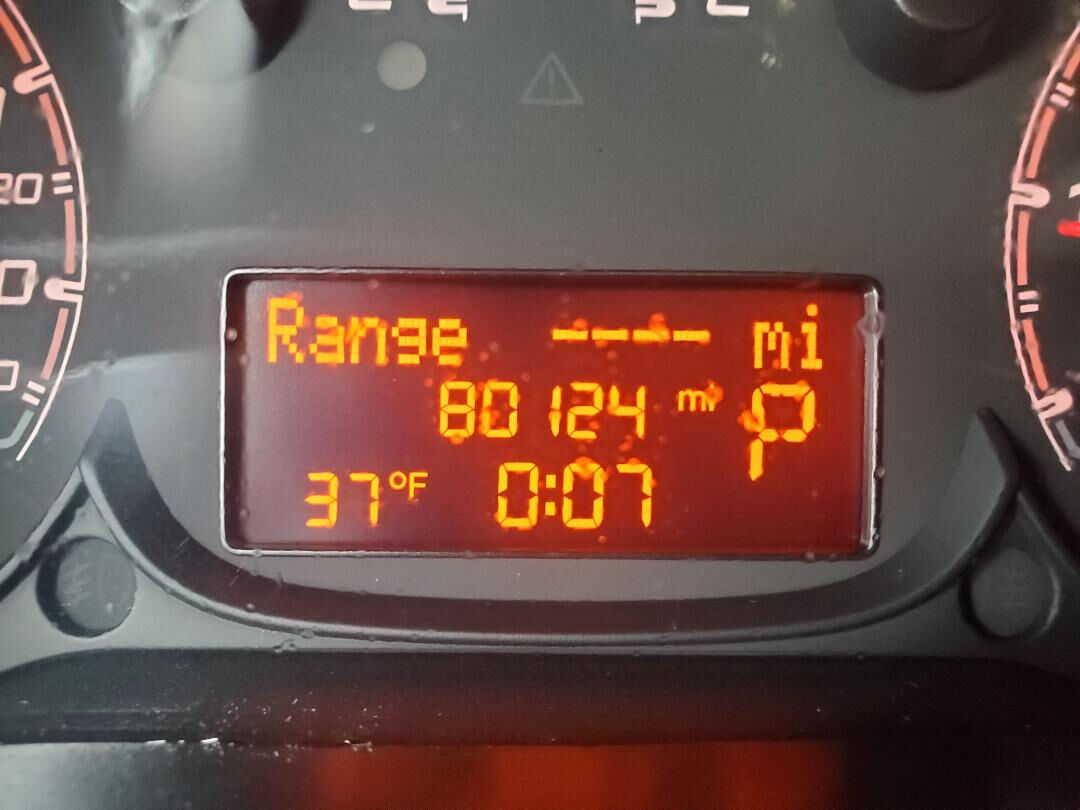 Range ---- mi
80124 mi P
37°F 0:07